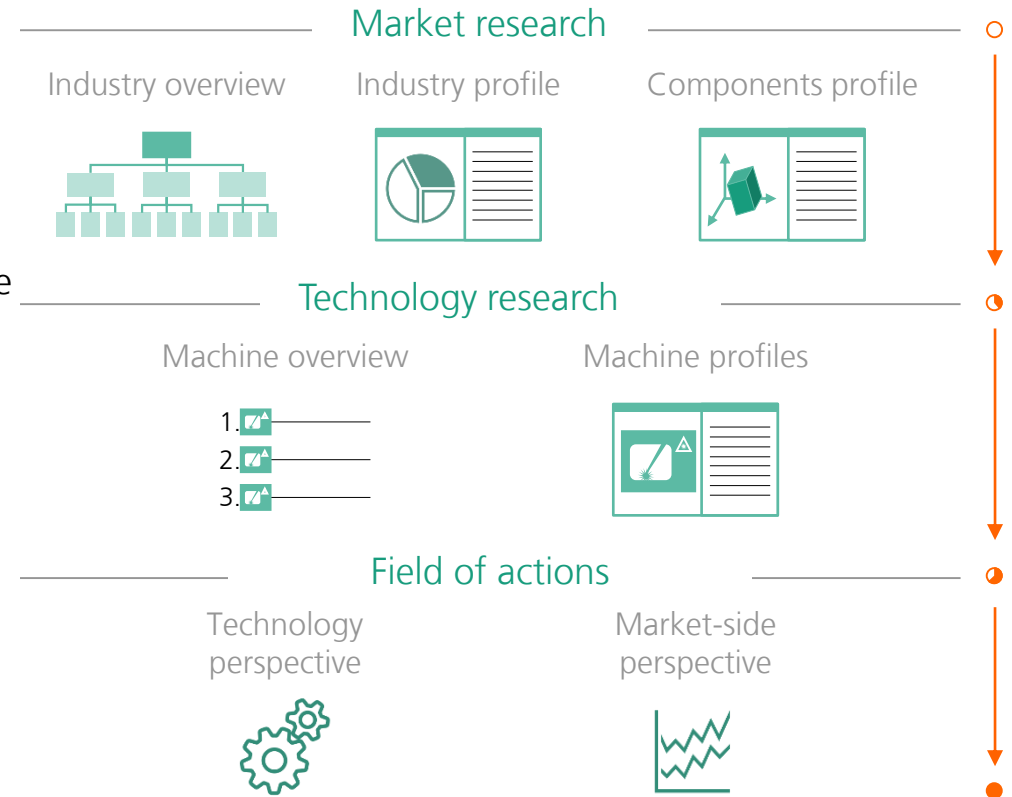 Market research
Industry overview Industry profile Components profile
e
Technology research
Machine overview Machine profiles
1.
2.
3.
Field of actions
Technology Market-side
perspective perspective